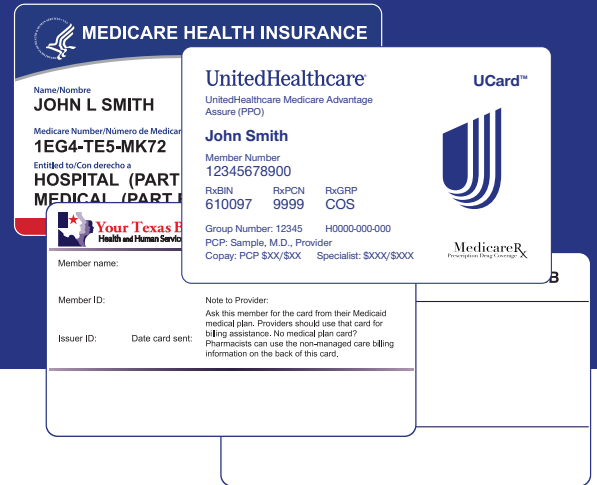 MEDICARE HEALTH INSURANCE
Name/Nombre
JOHN L SMITH
Medicare Number/Número de Medicar
1EG4-TE5-MK72
Entitled to/Con derecho a
HOSPITAL (PART
MEDICAL (PART
UnitedHealthcare®
UCard™
UnitedHealthcare Medicare Advantage
Assure (PPO)
John Smith
Member Number
12345678900
RxBIN RxPCN RxGRP
610097 9999 COS
Group Number: 12345 H0000-000-000
PCP: Sample, M.D., Provider
Copay: PCP $XX/$XX Specialist: $XXX/$XXX
MedicareRx
Prescription Drug Coverage
Your Texas B
Health and Human Servic
Member name:
Member ID:
Note to Provider:
Ask this member for the card from their Medicaid
medical plan. Providers should use that card for
billing assistance. No medical plan card?
Pharmacists can use the non-managed care billing
information on the back of this card.
Issuer ID: Date card sent:
B